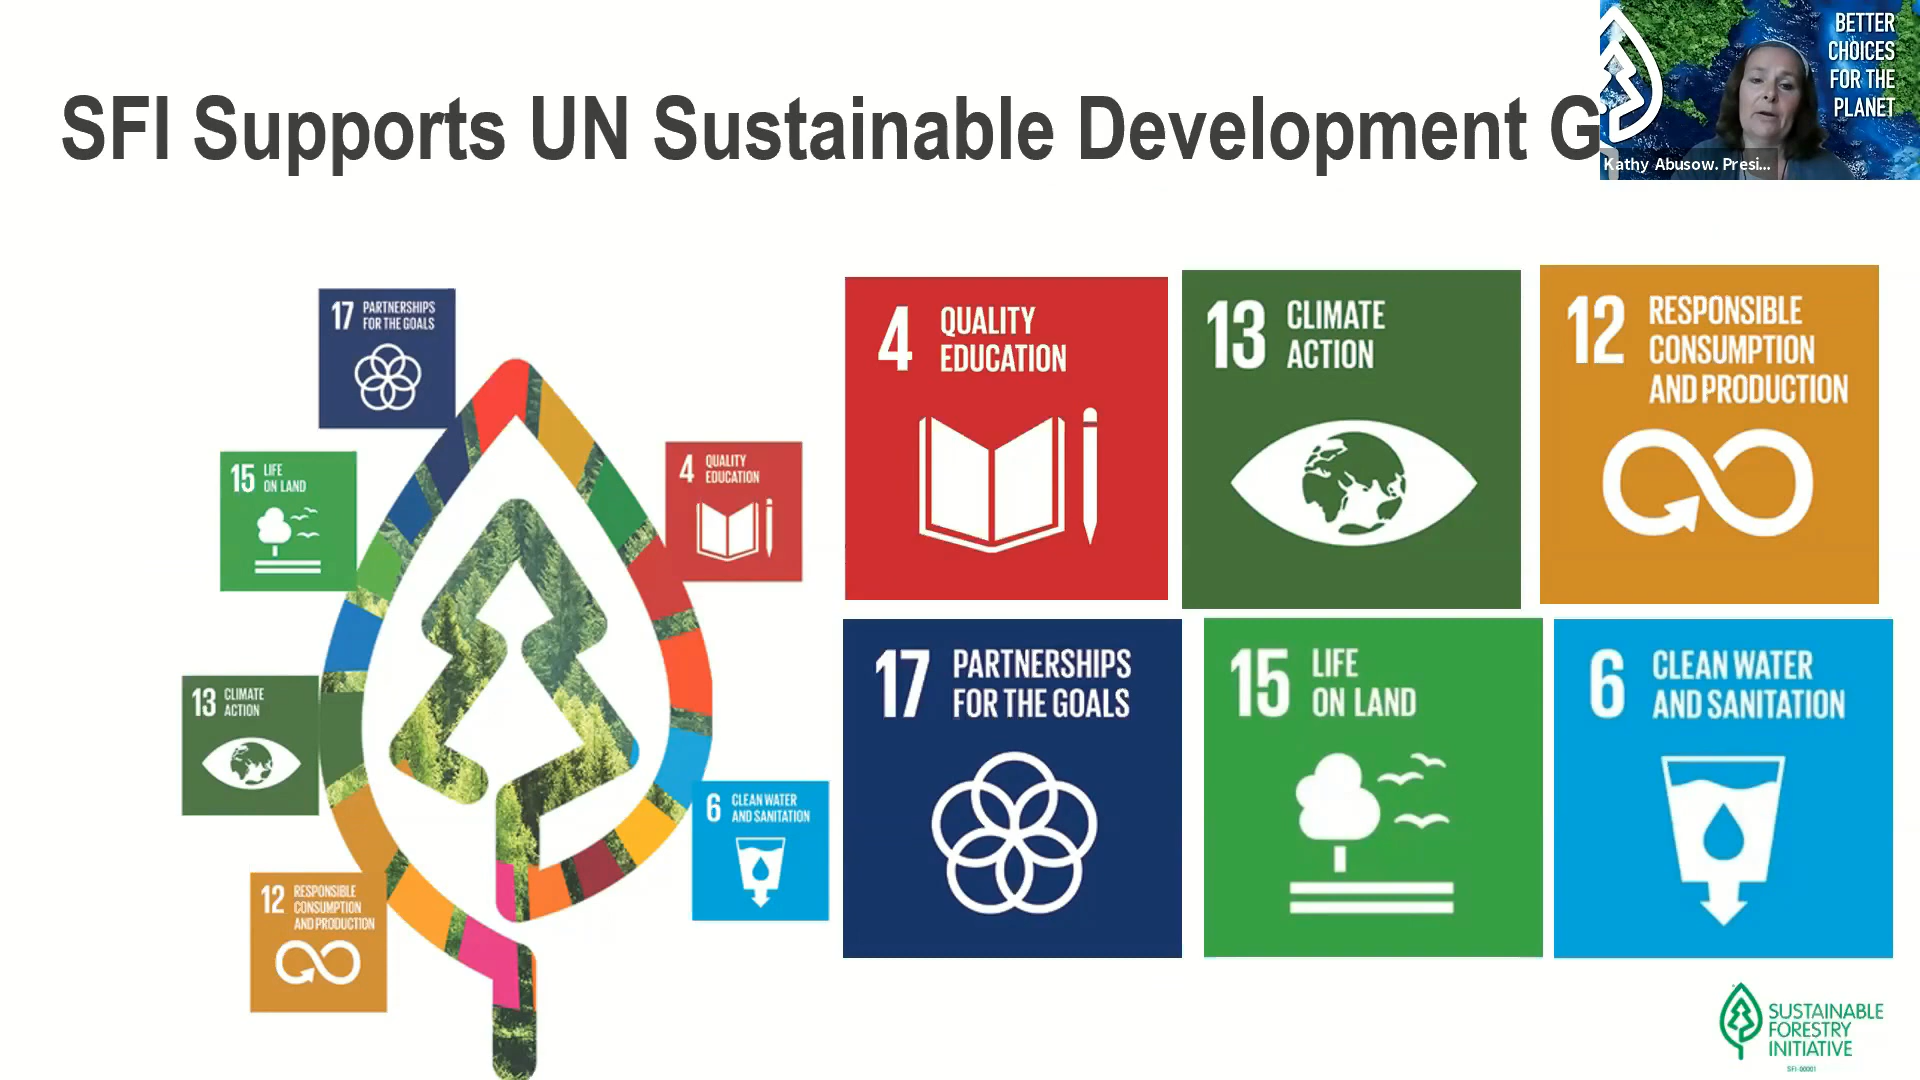 SFI Supports UN Sustainable Development G
BETTER
CHOICES
FOR THE
PLANET
Kathy Abusow. Presi...
17 PARTNERSHIPS
FOR THE GOALS
15 LIFE
ON LAND
4 QUALITY
EDUCATION
13 CLIMATE
ACTION
6 CLEAN WATER
AND SANITATION
12 RESPONSIBLE
CONSUMPTION
AND PRODUCTION
4 QUALITY
EDUCATION
13 CLIMATE
ACTION
12 RESPONSIBLE
CONSUMPTION
AND PRODUCTION
17 PARTNERSHIPS
FOR THE GOALS
15 LIFE
ON LAND
6 CLEAN WATER
AND SANITATION
SUSTAINABLE
FORESTRY
INITIATIVE
SFI-00001